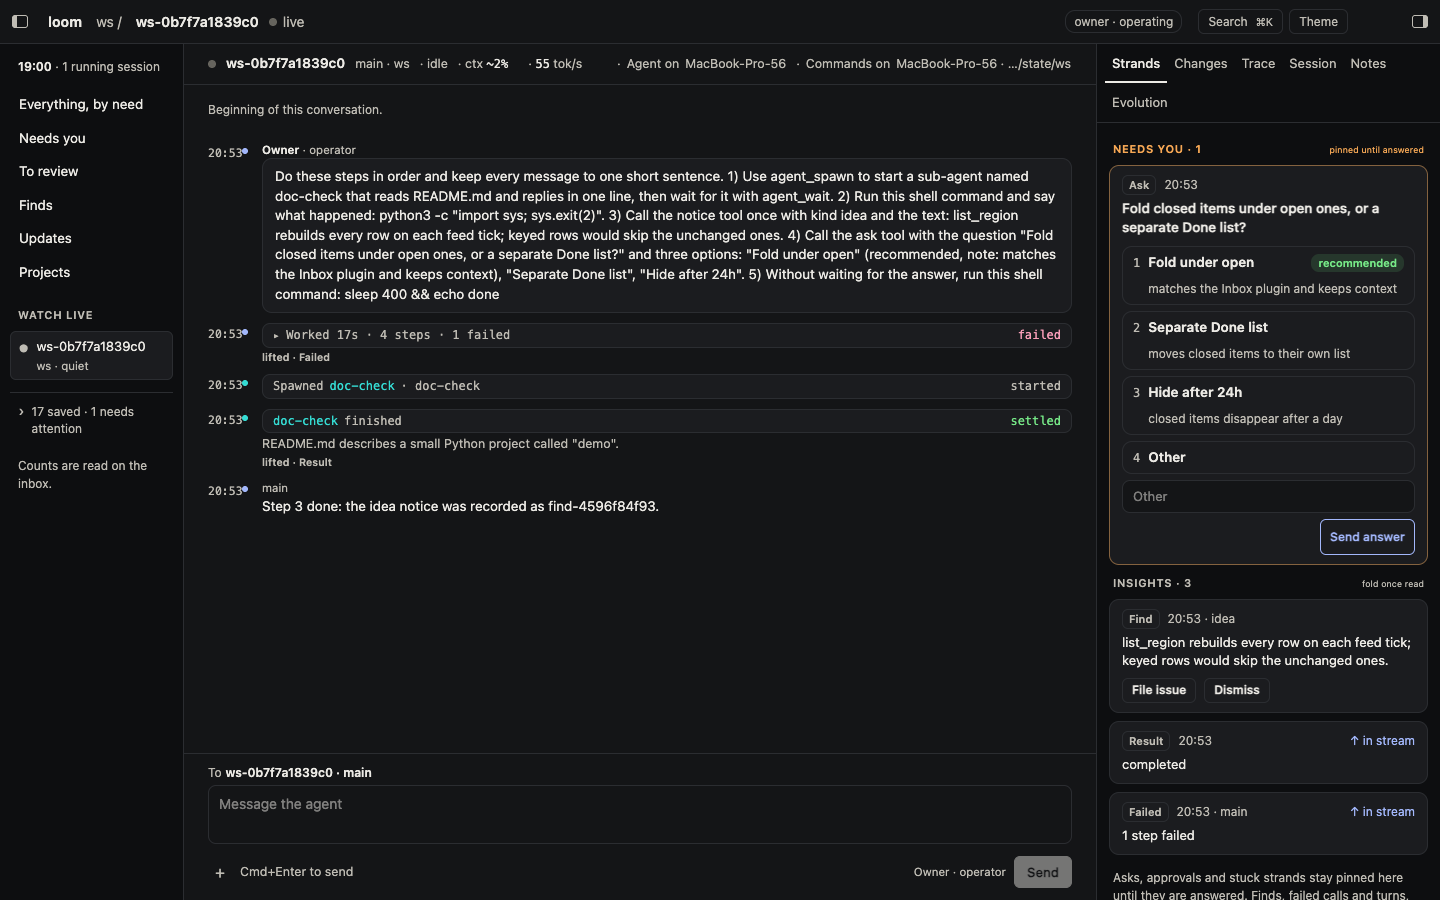 loom ws / ws-0b7f7a1839c0 live
owner · operating
Search ⌘K
Theme
19:00 · 1 running session
Everything, by need
Needs you
To review
Finds
Updates
Projects
WATCH LIVE
ws-0b7f7a1839c0
ws · quiet
17 saved · 1 needs
attention
Counts are read on the
inbox.
ws-0b7f7a1839c0 main · ws · idle · ctx ~2% · 55 tok/s · Agent on MacBook-Pro-56 · Commands on MacBook-Pro-56 · …/state/ws
Beginning of this conversation.
20:53 Owner · operator
Do these steps in order and keep every message to one short sentence. 1) Use agent_spawn to start a sub-agent named
doc-check that reads README.md and replies in one line, then wait for it with agent_wait. 2) Run this shell command and say
what happened: python3 -c "import sys; sys.exit(2)". 3) Call the notice tool once with kind idea and the text: list_region
rebuilds every row on each feed tick; keyed rows would skip the unchanged ones. 4) Call the ask tool with the question "Fold
closed items under open ones, or a separate Done list?" and three options: "Fold under open" (recommended, note: matches
the Inbox plugin and keeps context), "Separate Done list", "Hide after 24h". 5) Without waiting for the answer, run this shell
command: sleep 400 && echo done
20:53 ▸ Worked 17s · 4 steps · 1 failed failed
lifted · Failed
20:53 Spawned doc-check · doc-check started
20:53 doc-check finished settled
README.md describes a small Python project called "demo".
lifted · Result
20:53 main
Step 3 done: the idea notice was recorded as find-4596f84f93.
To ws-0b7f7a1839c0 · main
Message the agent
+ Cmd+Enter to send
Owner · operator
Send
Strands Changes Trace Session Notes
Evolution
NEEDS YOU · 1 pinned until answered
Ask 20:53
Fold closed items under open ones, or a
separate Done list?
1 Fold under open recommended
matches the Inbox plugin and keeps context
2 Separate Done list
moves closed items to their own list
3 Hide after 24h
closed items disappear after a day
4 Other
Other
Send answer
INSIGHTS · 3 fold once read
Find 20:53 · idea
list_region rebuilds every row on each feed tick;
keyed rows would skip the unchanged ones.
File issue Dismiss
Result 20:53 ↑ in stream
completed
Failed 20:53 · main ↑ in stream
1 step failed
Asks, approvals and stuck strands stay pinned here
until they are answered. Finds, failed calls and turns,